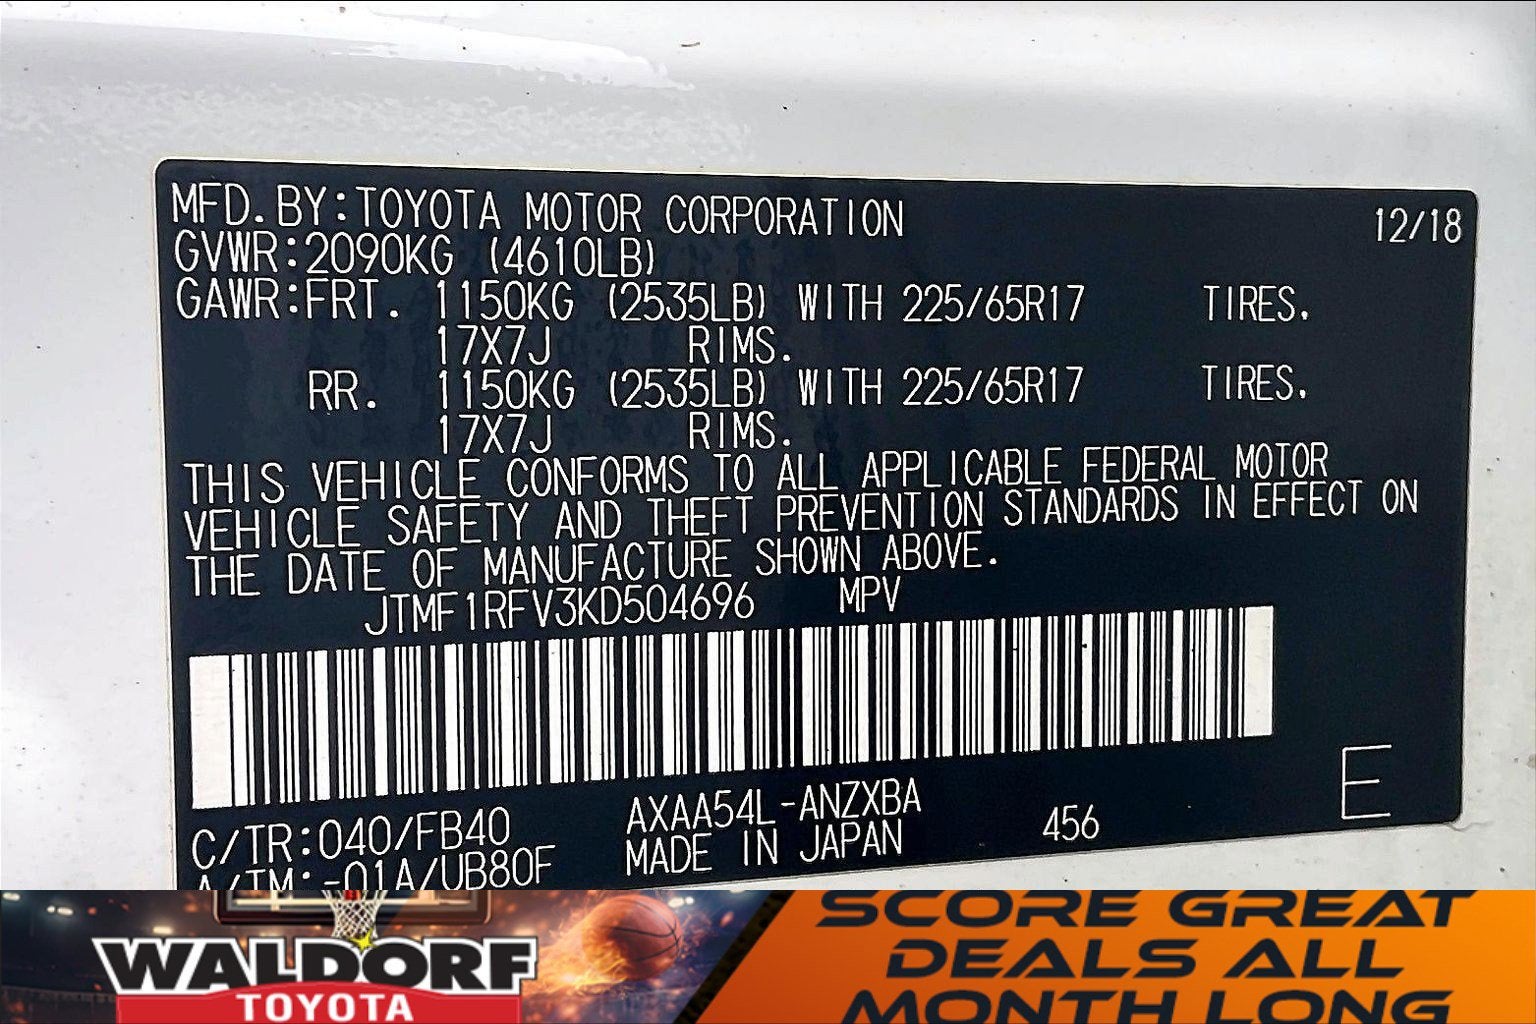 MFD. BY:TOYOTA MOTOR CORPORATION 12/18
GVWR:2090KG (4610LB)
GAWR:FRT. 1150KG (2535LB) WITH 225/65R17 TIRES.
17X7J RIMS.
RR. 1150KG (2535LB) WITH 225/65R17 TIRES.
17X7J RIMS.
THIS VEHICLE CONFORMS TO ALL APPLICABLE FEDERAL MOTOR
VEHICLE SAFETY AND THEFT PREVENTION STANDARDS IN EFFECT ON
THE DATE OF MANUFACTURE SHOWN ABOVE.
JTMF1RFV3KD504696 MPV
E
C/TR:040/FB40 AXAA54L-ANZXBA
A/TM:-01A/UB80F MADE IN JAPAN 456
WALDORF
TOYOTA
SCORE GREAT
DEALS ALL
MONTH LONG